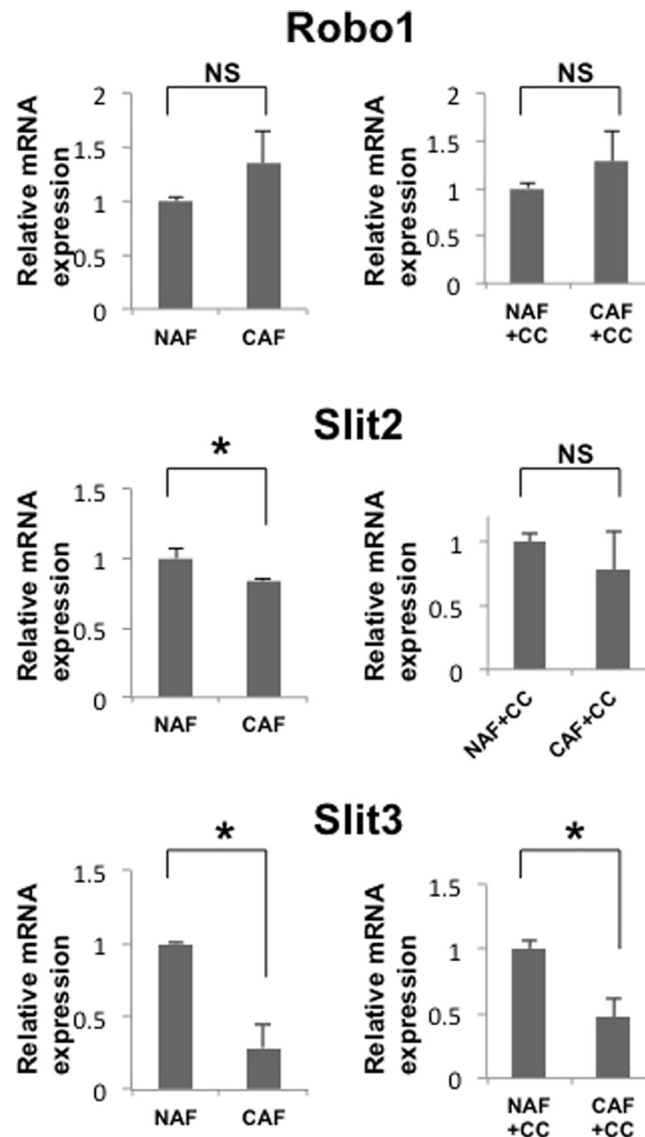 Robo1
NS
Relative mRNA
expression
2
1.5
1
0.5
0
NAF
CAF
NS
Relative mRNA
expression
2
1.5
1
0.5
0
NAF
+CC
CAF
+CC
Slit2
*
Relative mRNA
expression
1.5
1
0.5
0
NAF
CAF
NS
Relative mRNA
expression
1
0.5
0
NAF+CC
CAF+CC
Slit3
*
Relative mRNA
expression
1.5
1
0.5
0
NAF
CAF
*
Relative mRNA
expression
1.5
1
0.5
0
NAF
+CC
CAF
+CC